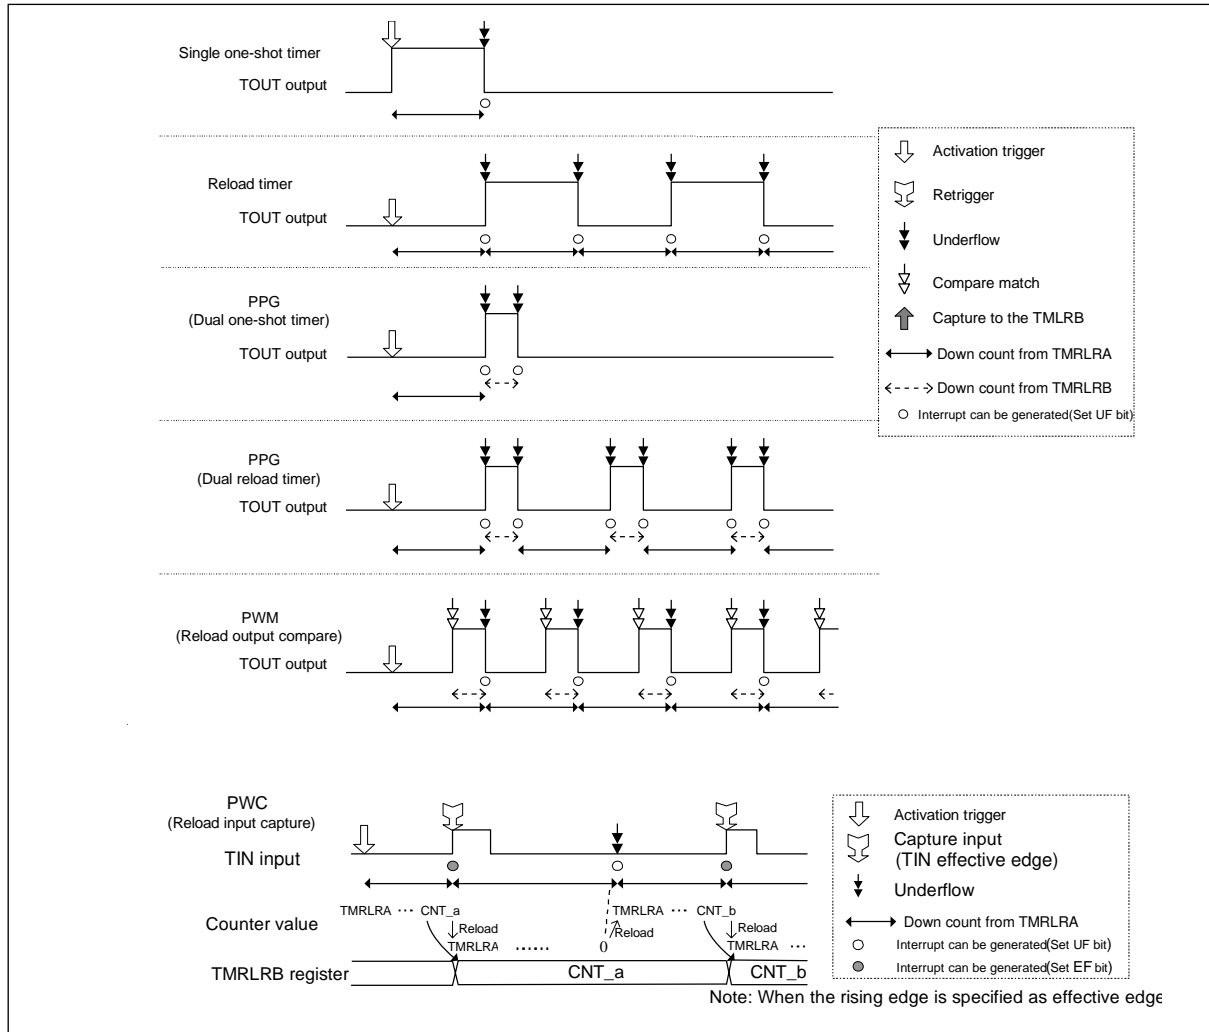 Single one-shot timer
TOUT output
Reload timer
TOUT output
PPG
(Dual one-shot timer)
TOUT output
PPG
(Dual reload timer)
TOUT output
PWM
(Reload output compare)
TOUT output
Activation trigger
Retrigger
Underflow
Compare match
Capture to the TMLRB
Down count from TMRLRA
Down count from TMRLRB
Interrupt can be generated(Set UF bit)
PWC
(Reload input capture)
TIN input
Counter value
TMRLRA ··· CNT_a
Reload
TMRLRA ······
0
TMRLRA ··· CNT_b
Reload
Reload
TMRLRA ···
TMRLRB register
CNT_a
CNT_b
Activation trigger
Capture input
(TIN effective edge)
Underflow
Down count from TMRLRA
Interrupt can be generated(Set UF bit)
Interrupt can be generated(Set EF bit)
Note: When the rising edge is specified as effective edge